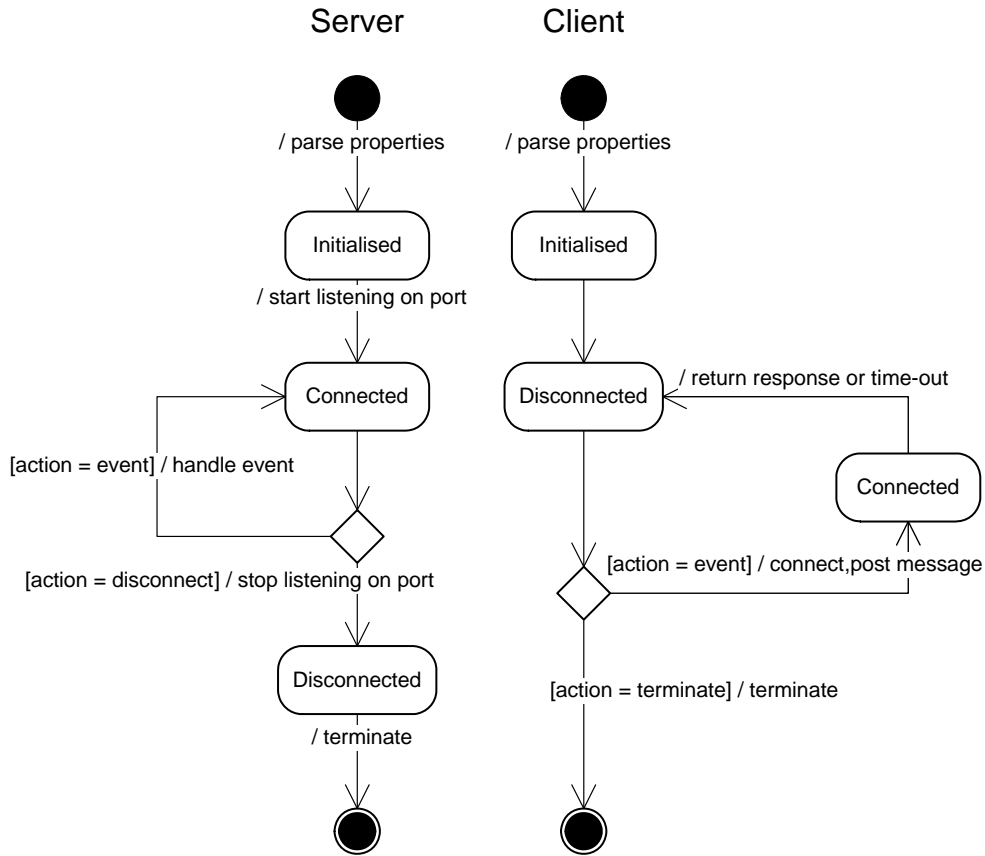 Server
Client
/ parse properties
/ parse properties
Initialised
Initialised
/ start listening on port
Connected
Disconnected
/ return response or time-out
[action = event] / handle event
Connected
[action = event] / connect,post message
[action = disconnect] / stop listening on port
Disconnected
[action = terminate] / terminate
/ terminate